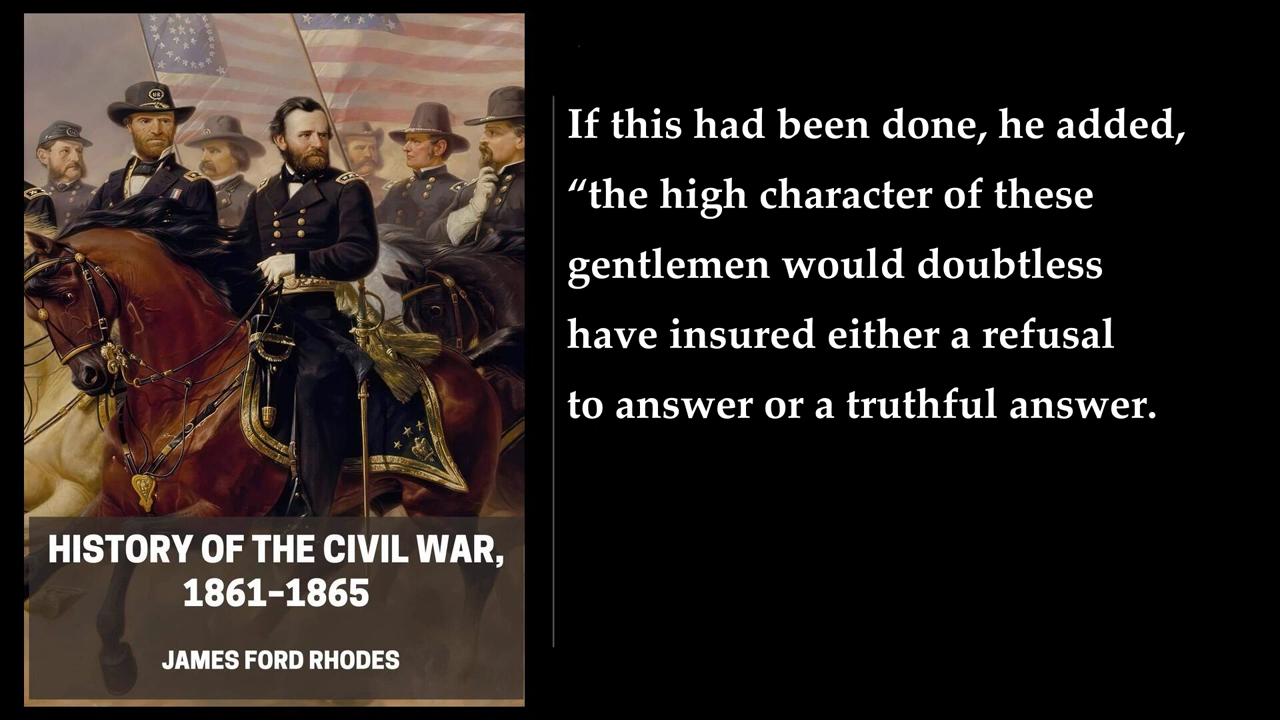 If this had been done, he added,
“the high character of these
gentlemen would doubtless
have insured either a refusal
to answer or a truthful answer.
HISTORY OF THE CIVIL WAR,
1861–1865
JAMES FORD RHODES